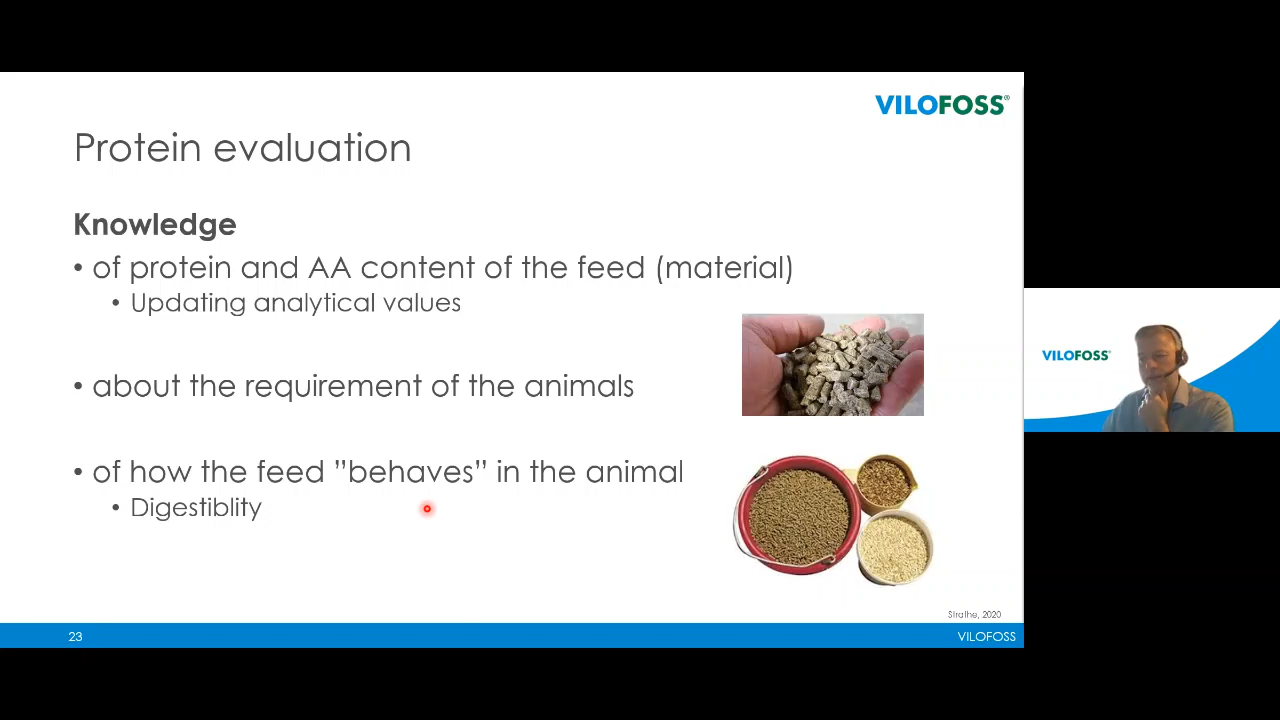 VILOFOSS®
Protein evaluation
Knowledge
• of protein and AA content of the feed (material)
• Updating analytical values
• about the requirement of the animals
• of how the feed ”behaves” in the animal
• Digestiblity
Strathe, 2020
23
VILOFOSS
VILOFOSS®